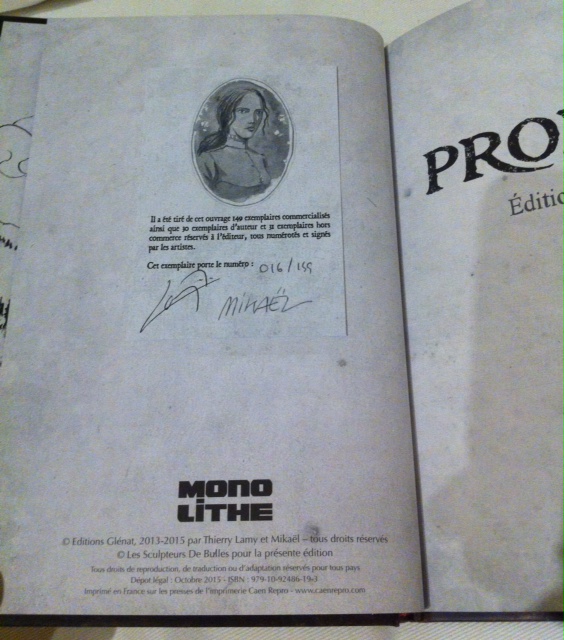 Il a été tiré de cet ouvrage 149 exemplaires commercialisés
ainsi que 30 exemplaires d'auteur et 21 exemplaires hors
commerce réservés à l'éditeur, tous numérotés et signés
par les artistes.
Cet exemplaire porte le numéro : 016/199
MIKAËL
MONO
LiTHE
© Editions Glénat, 2013-2015 par Thierry Lamy et Mikaël – tous droits réservés
© Les Sculpteurs De Bulles pour la présente édition
Tous droits de reproduction, de traduction ou d'adaptation réservés pour tous pays
Dépot légal : Octobre 2015 - ISBN : 979-10-92486-19-3
Imprimé en France sur les presses de l'imprimerie Caen Repro - www.caenrepro.com
PRO
Éditio